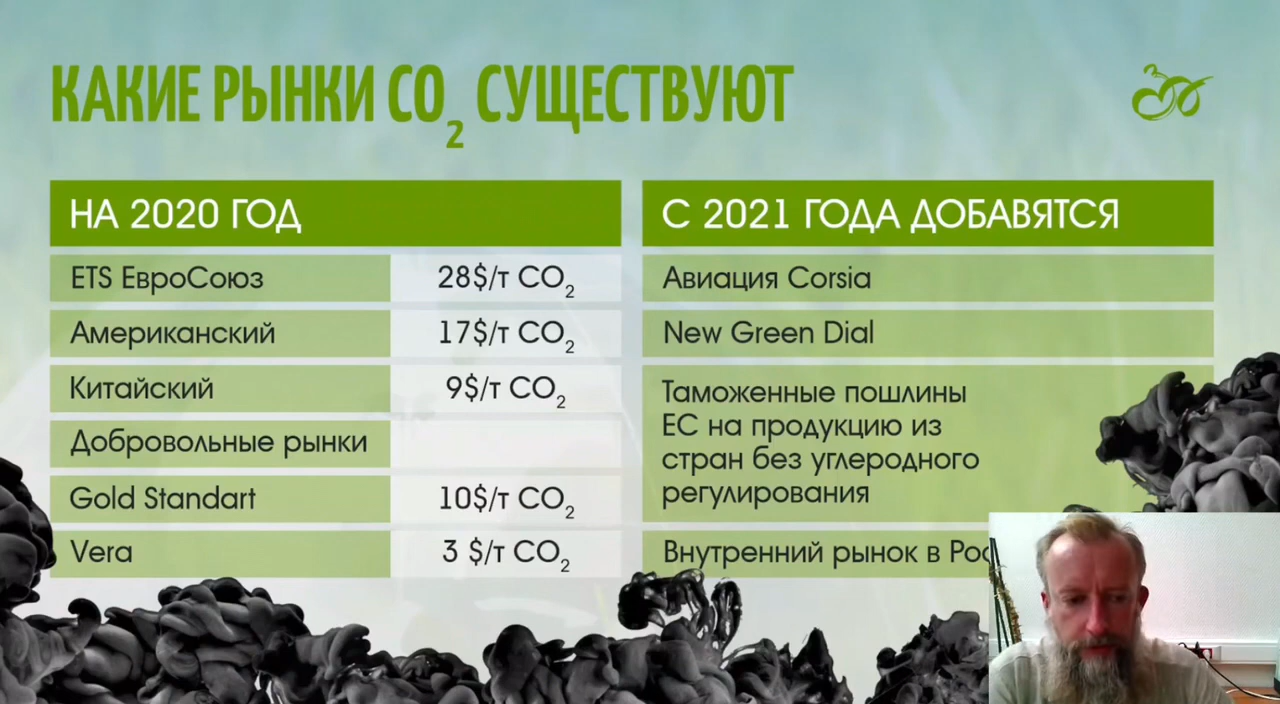 КАКИЕ РЫНКИ CO₂ СУЩЕСТВУЮТ
НА 2020 ГОД
ETS ЕвроСоюз 28$/т CO₂
Американский 17$/т CO₂
Китайский 9$/т CO₂
Добровольные рынки
Gold Standart 10$/т CO₂
Vera 3 $/т CO₂
С 2021 ГОДА ДОБАВЯТСЯ
Авиация Corsia
New Green Dial
Таможенные пошлины
ЕС на продукцию из
стран без углеродного
регулирования
Внутренний рынок в